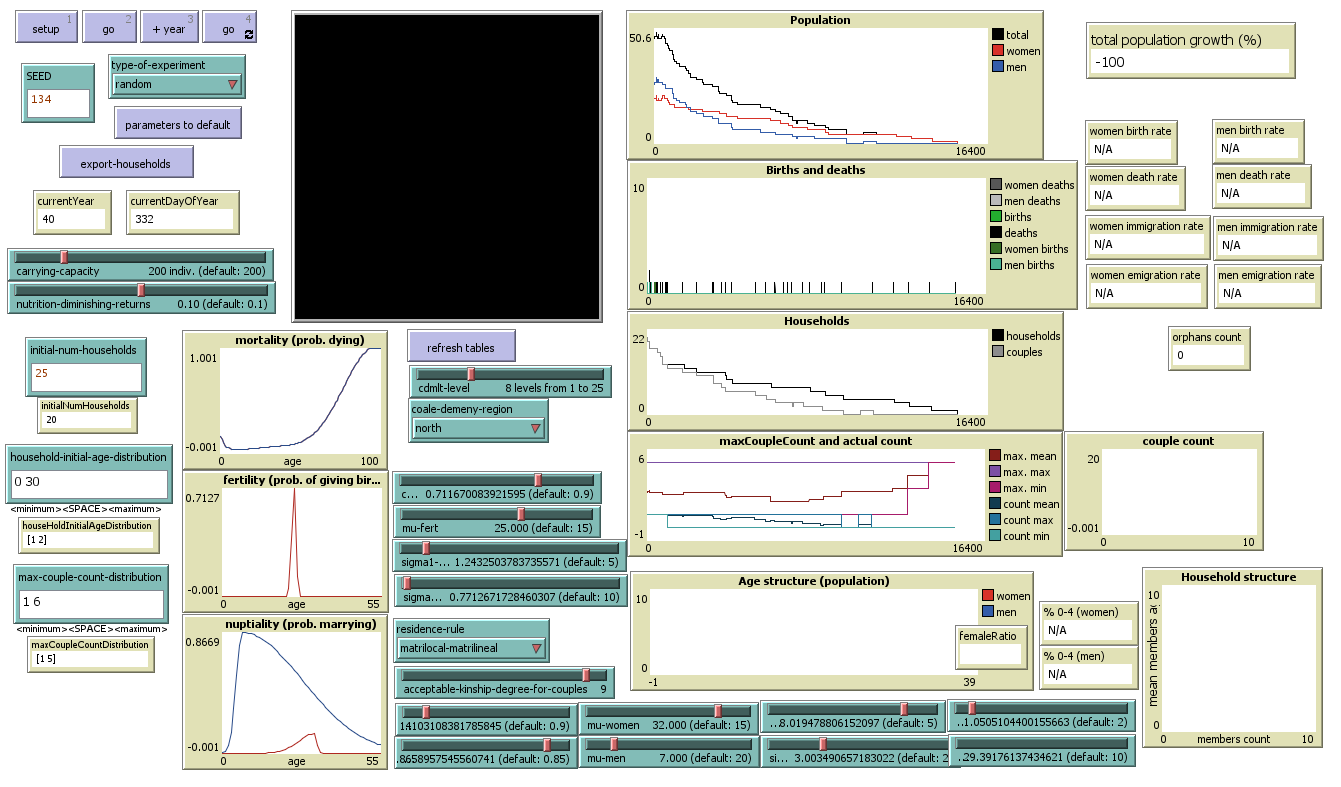 setup 1
go 2
+ year 3
go 4
SEED
134
type-of-experiment
random
parameters to default
export-households
currentYear
40
currentDayOfYear
332
carrying-capacity 200 indiv. (default: 200)
nutrition-diminishing-returns 0.10 (default: 0.1)
initial-num-households
25
initialNumHouseholds
20
household-initial-age-distribution
0 30
<minimum><SPACE><maximum>
houseHoldInitialAgeDistribution
[1 2]
max-couple-count-distribution
1 6
<minimum><SPACE><maximum>
maxCoupleCountDistribution
[1 5]
mortality (prob. dying)
1.001
-0.001
0 age 100
fertility (prob. of giving bir...
0.7127
-0.001
0 age 55
nuptiality (prob. marrying)
0.8669
-0.001
0 age 55
refresh tables
cdmlt-level 8 levels from 1 to 25
coale-demeny-region
north
c... 0.711670083921595 (default: 0.9)
mu-fert 25.000 (default: 15)
sigma1-... 1.2432503783735571 (default: 5)
sigma... 0.7712671728460307 (default: 10)
residence-rule
matrilocal-matrilineal
acceptable-kinship-degree-for-couples 9
14103108381785845 (default: 0.9)
mu-women 32.000 (default: 15)
...8.019478806152097 (default: 5)
...1.0505104400155663 (default: 2)
8658957545560741 (default: 0.85)
mu-men 7.000 (default: 20)
si... 3.003490657183022 (default: 2
...29.39176137434621 (default: 10)
Population
50.6
0
0 16400
total
women
men
Births and deaths
10
0
0 16400
women deaths
men deaths
births
deaths
women births
men births
Households
22
0
0 16400
households
couples
maxCoupleCount and actual count
6
-1
0 16400
max. mean
max. max
max. min
count mean
count max
count min
couple count
20
-0.001
0 10
Age structure (population)
10
0
-1 39
women
men
femaleRatio
% 0-4 (women)
N/A
% 0-4 (men)
N/A
Household structure
mean members
10
0
0 members count 10
total population growth (%)
-100
women birth rate
N/A
men birth rate
N/A
women death rate
N/A
men death rate
N/A
women immigration rate
N/A
men immigration rate
N/A
women emigration rate
N/A
men emigration rate
N/A
orphans count
0